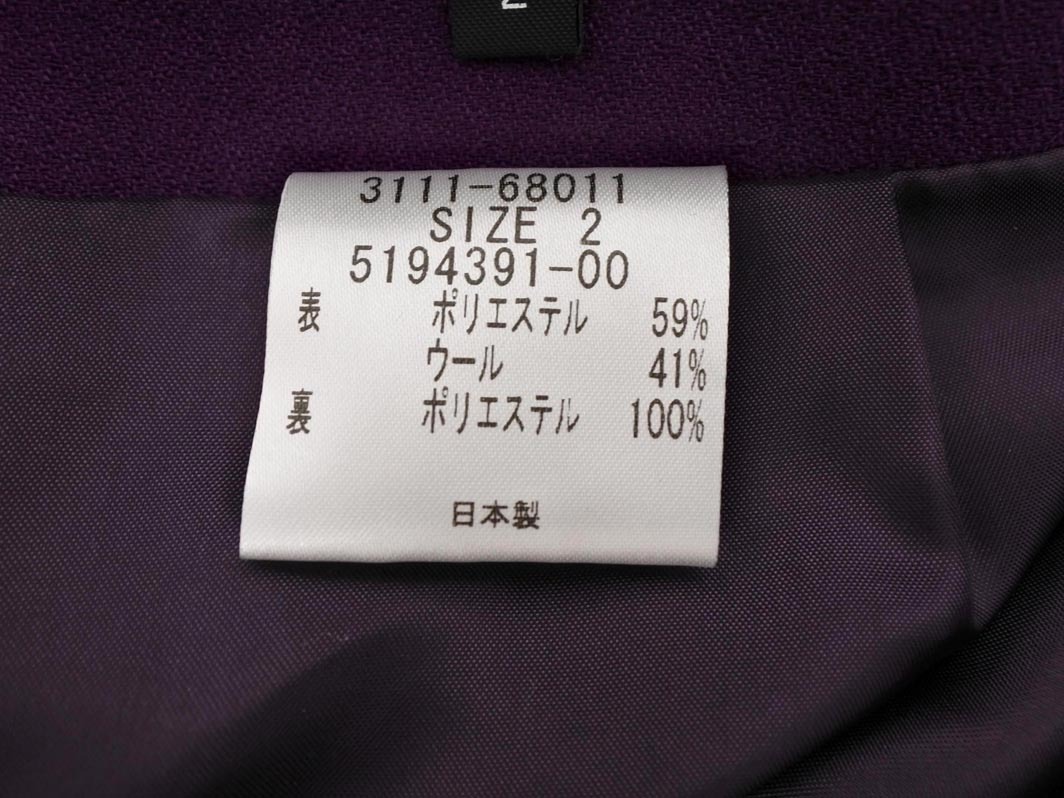 2
3111-68011
SIZE 2
5194391-00
表 ポリエステル 59%
ウール 41%
裏 ポリエステル 100%
日本製